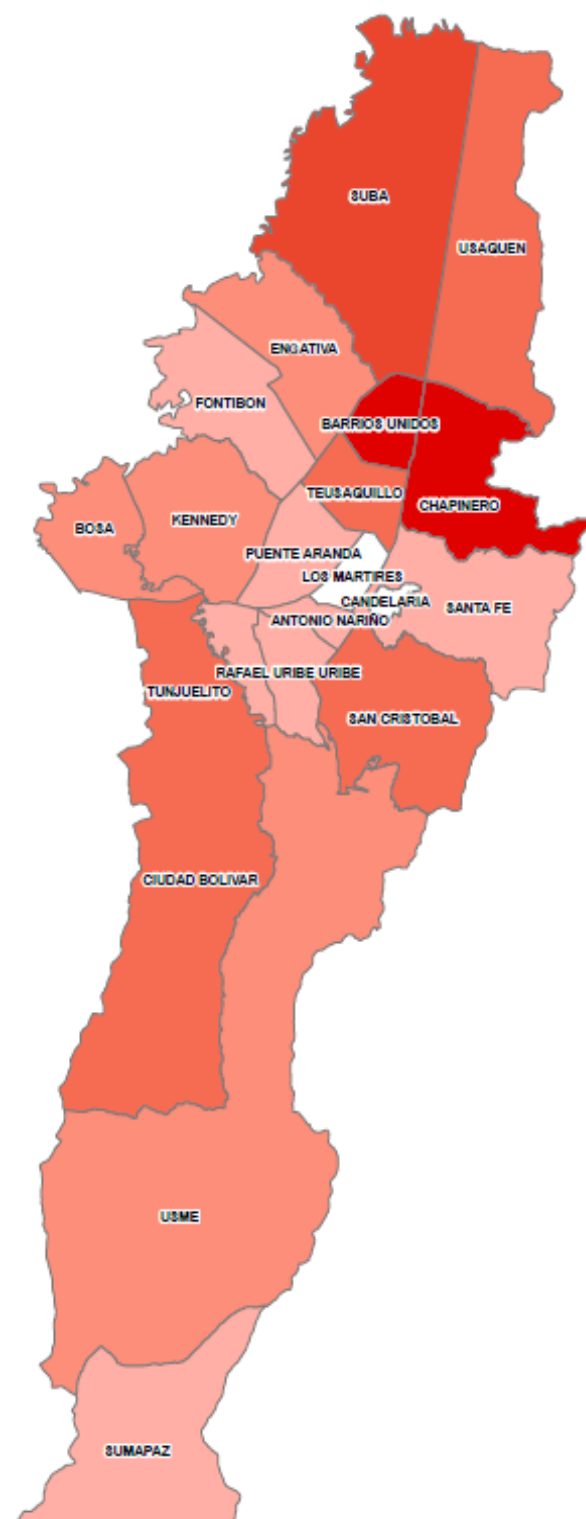 SUBA
USAQUEN
ENGATIVA
FONTIBON
BARRIOS UNIDOS
TEUSAQUILLO
CHAPINERO
KENNEDY
BOSA
PUENTE ARANDA
LOS MARTIRES
CANDELARIA
SANTA FE
ANTONIO NARIÑO
RAFAEL URIBE URIBE
TUNJUELITO
SAN CRISTOBAL
CIUDAD BOLIVAR
USME
SUMAPAZ